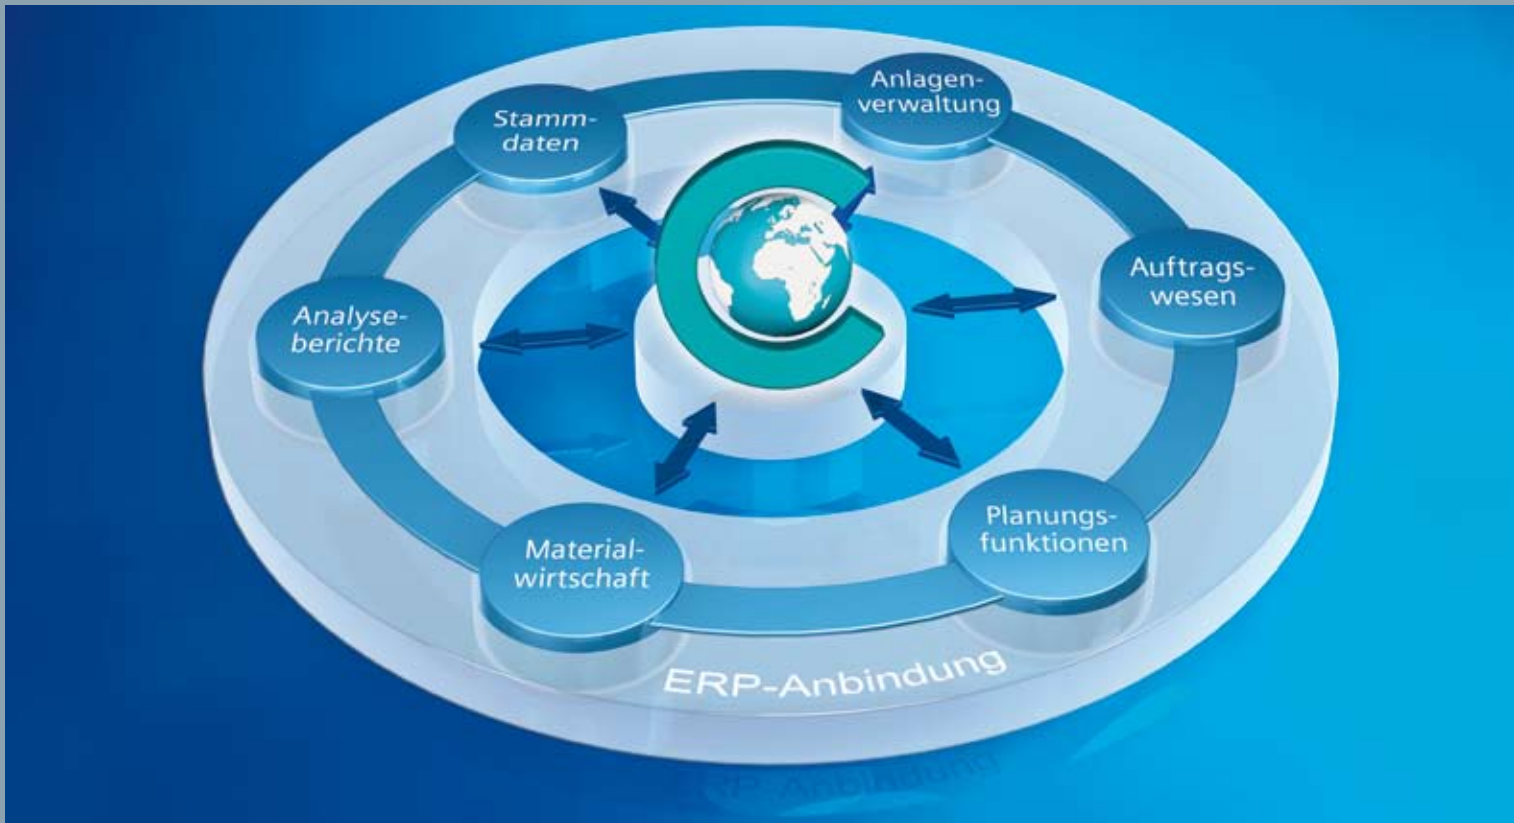 Anlagen-
verwaltung
Stamm-
daten
Auftrags-
wesen
Analyse-
berichte
Planungs-
funktionen
Material-
wirtschaft
ERP-Anbindung